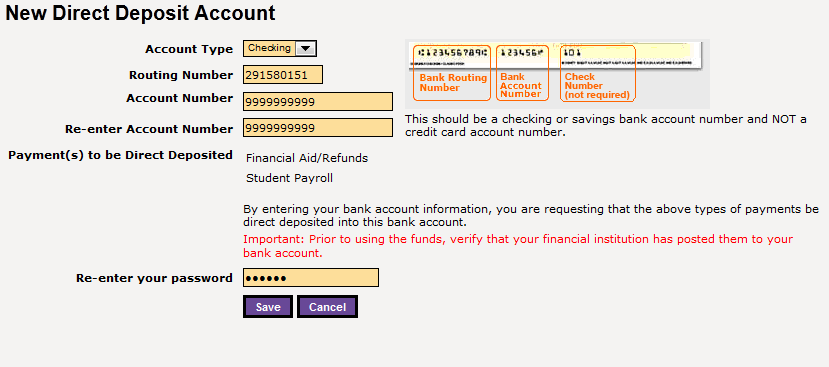 New Direct Deposit Account
Account Type Checking
Routing Number 291580151
Account Number 9999999999
Re-enter Account Number 9999999999
⑆123456789⑆ 123456⑈ 101
Bank Routing Number
Bank Account Number
Check Number (not required)
This should be a checking or savings bank account number and NOT a
credit card account number.
Payment(s) to be Direct Deposited Financial Aid/Refunds
Student Payroll
By entering your bank account information, you are requesting that the above types of payments be
direct deposited into this bank account.
Important: Prior to using the funds, verify that your financial institution has posted them to your
bank account.
Re-enter your password ••••••
Save Cancel